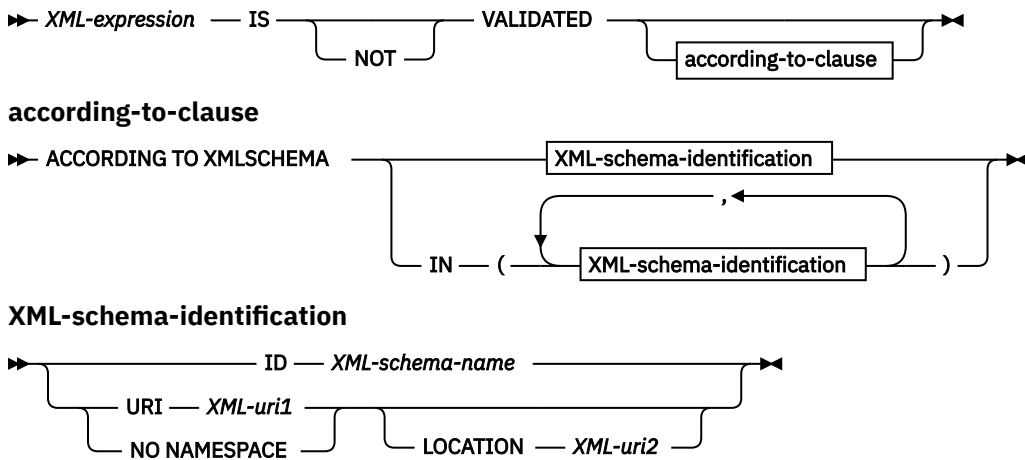 XML-expression IS VALIDATED
NOT according-to-clause
according-to-clause
ACCORDING TO XMLSCHEMA XML-schema-identification
,
IN ( XML-schema-identification )
XML-schema-identification
ID XML-schema-name
URI XML-uri1
NO NAMESPACE LOCATION XML-uri2